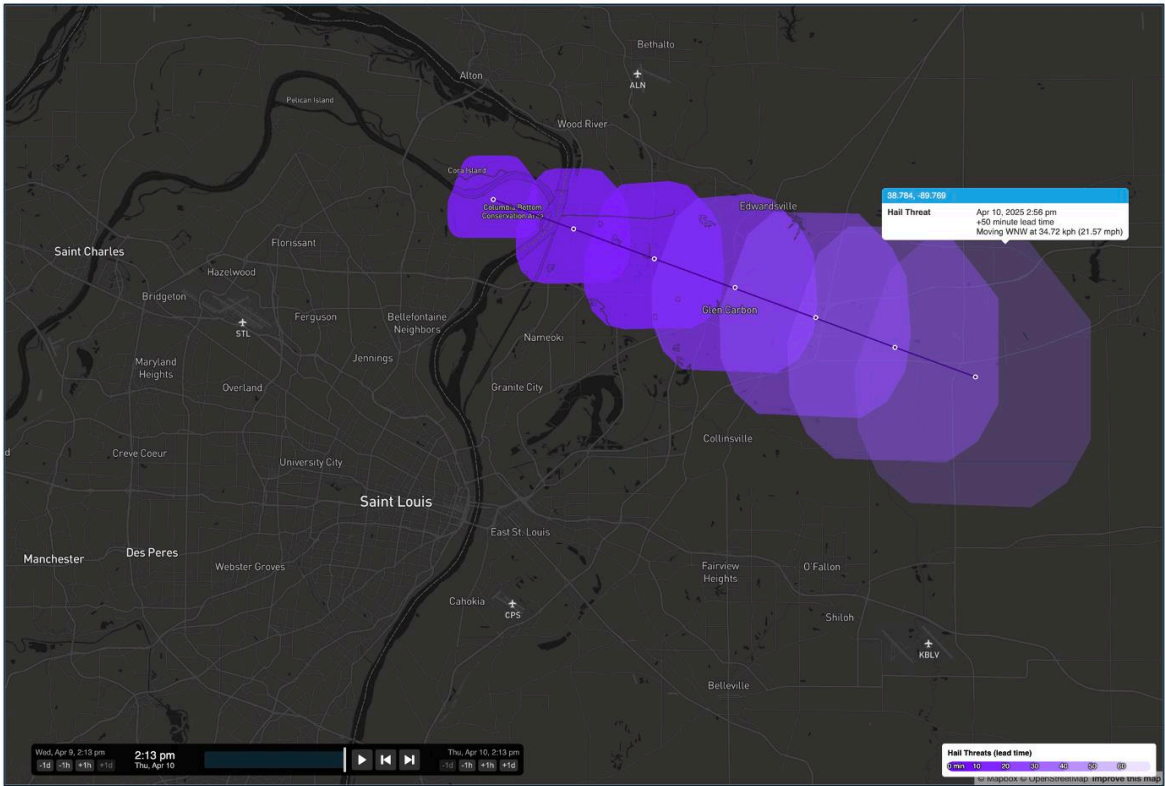 Bethalto
ALN
Alton
Pelican Island
Wood River
Cora Island
Columbia Bottom
Conservation Area
Edwardsville
38.784, -89.769
Hail Threat
Apr 10, 2025 2:56 pm
+50 minute lead time
Moving WNW at 34.72 kph (21.57 mph)
Saint Charles
Florissant
Hazelwood
Bridgeton
STL
Ferguson
Bellefontaine
Neighbors
Glen Carbon
Nameoki
Jennings
Maryland
Heights
Overland
Granite City
Collinsville
d
Creve Coeur
University City
Saint Louis
East St. Louis
Manchester
Des Peres
Webster Groves
Fairview
Heights
O'Fallon
Cahokia
CPS
Shiloh
KBLV
Belleville
Wed, Apr 9, 2:13 pm
-1d -1h +1h +1d
2:13 pm
Thu, Apr 10
Thu, Apr 10, 2:13 pm
-1d -1h +1h +1d
Hail Threats (lead time)
0 min 10 20 30 40 50 60
© Mapbox © OpenStreetMap Improve this map